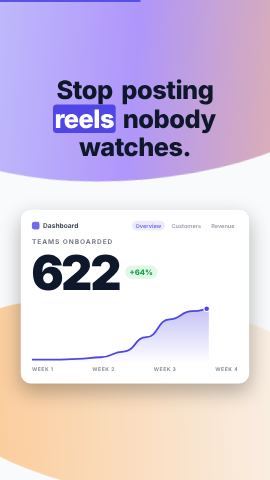 Stop posting
reels nobody
watches.
Dashboard
Overview Customers Revenue
TEAMS ONBOARDED
622 +64%
WEEK 1 WEEK 2 WEEK 3 WEEK 4